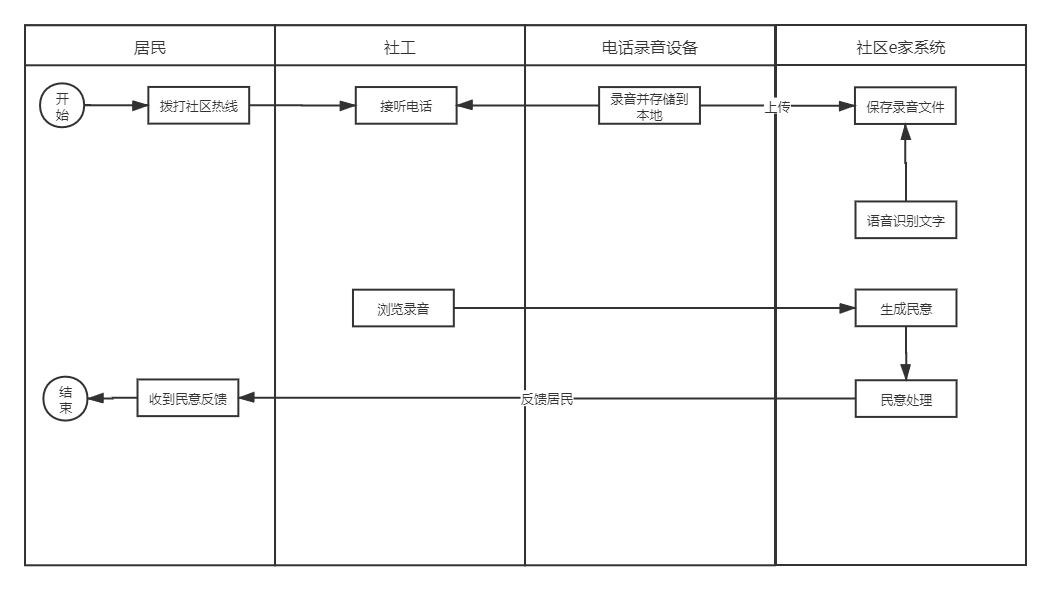 居民
社工
电话录音设备
社区e家系统
开
始
拨打社区热线
接听电话
录音并存储到
本地
上传
保存录音文件
语音识别文字
浏览录音
生成民意
结
束
收到民意反馈
反馈居民
民意处理